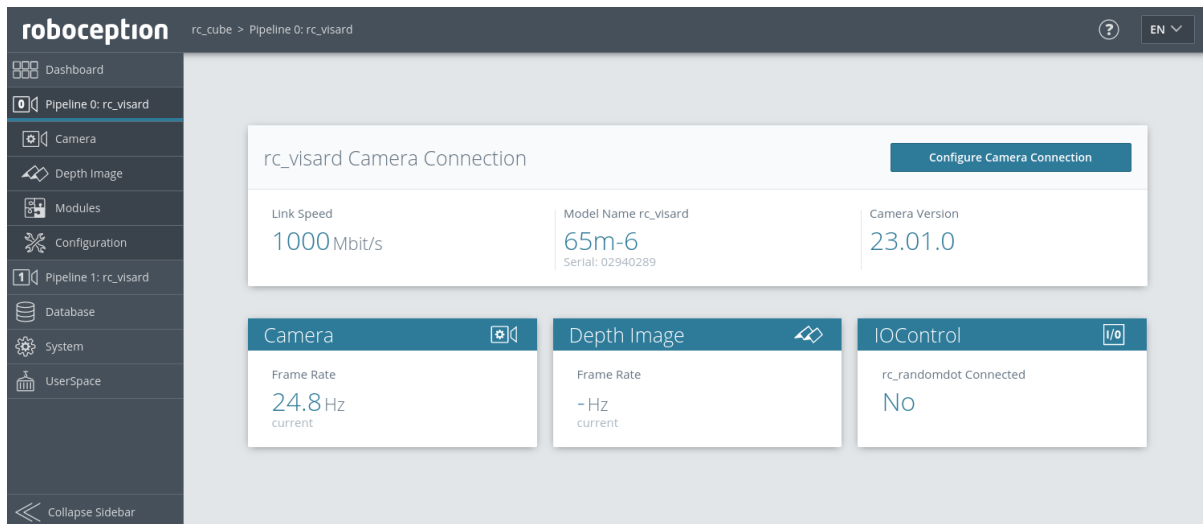 roboception
rc_cube > Pipeline 0: rc_visard
?
EN
Dashboard
0 Pipeline 0: rc_visard
Camera
Depth Image
Modules
Configuration
1 Pipeline 1: rc_visard
Database
System
UserSpace
Collapse Sidebar
rc_visard Camera Connection
Configure Camera Connection
Link Speed
1000 Mbit/s
Model Name rc_visard
65m-6
Serial: 02940289
Camera Version
23.01.0
Camera
Frame Rate
24.8 Hz
current
Depth Image
Frame Rate
- Hz
current
IOControl
I/O
rc_randomdot Connected
No